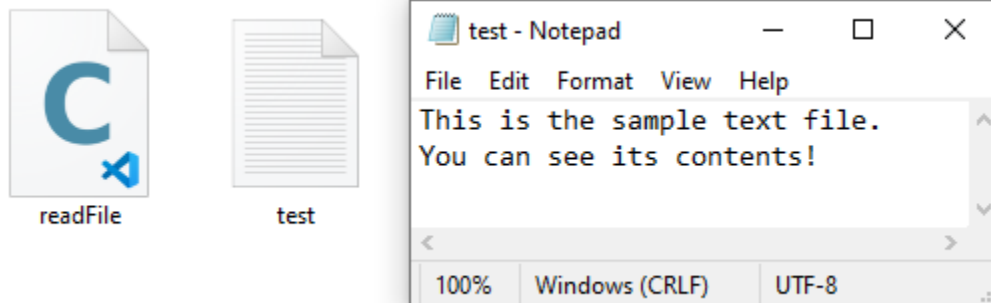 C
readFile
test
test - Notepad
File Edit Format View Help
This is the sample text file.
You can see its contents!
100% Windows (CRLF) UTF-8